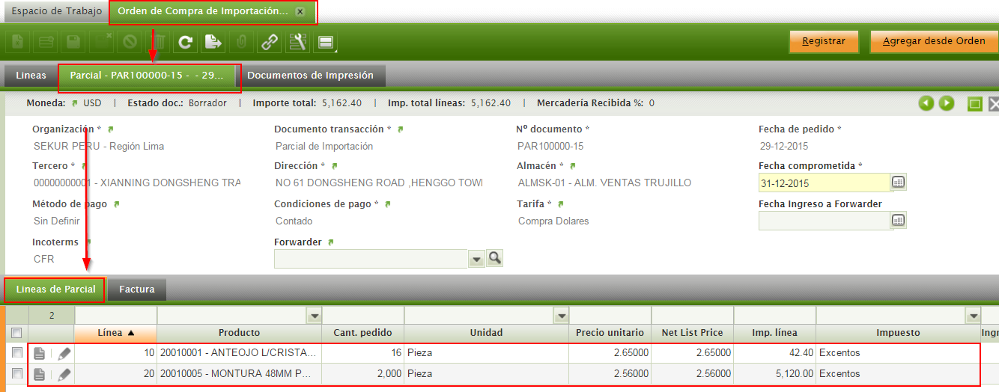 Espacio de Trabajo Orden de Compra de Importación...
Registrar Agregar desde Orden
Lineas Parcial - PAR100000-15 - - 29... Documentos de Impresión
Moneda: USD | Estado doc.: Borrador | Importe total: 5,162.40 | Imp. total líneas: 5,162.40 | Mercadería Recibida %: 0
Organización * Documento transacción * Nº documento * Fecha de pedido *
SEKUR PERU - Región Lima Parcial de Importación PAR100000-15 29-12-2015
Tercero * Dirección * Almacén * Fecha comprometida *
0000000001 - XIANNING DONGSHENG TRA NO 61 DONGSHENG ROAD ,HENGGO TOWN ALMSK-01 - ALM. VENTAS TRUJILLO 31-12-2015
Método de pago Condiciones de pago * Tarifa * Fecha Ingreso a Forwarder
Sin Definir Contado Compra Dolares
Incoterms Forwarder
CFR
Lineas de Parcial Factura
2
Línea Producto Cant. pedido Unidad Precio unitario Net List Price Imp. línea Impuesto Ingr
10 20010001 - ANTEOJO L/CRISTA... 16 Pieza 2.65000 2.65000 42.40 Excentos
20 20010005 - MONTURA 48MM P... 2,000 Pieza 2.56000 2.56000 5,120.00 Excentos